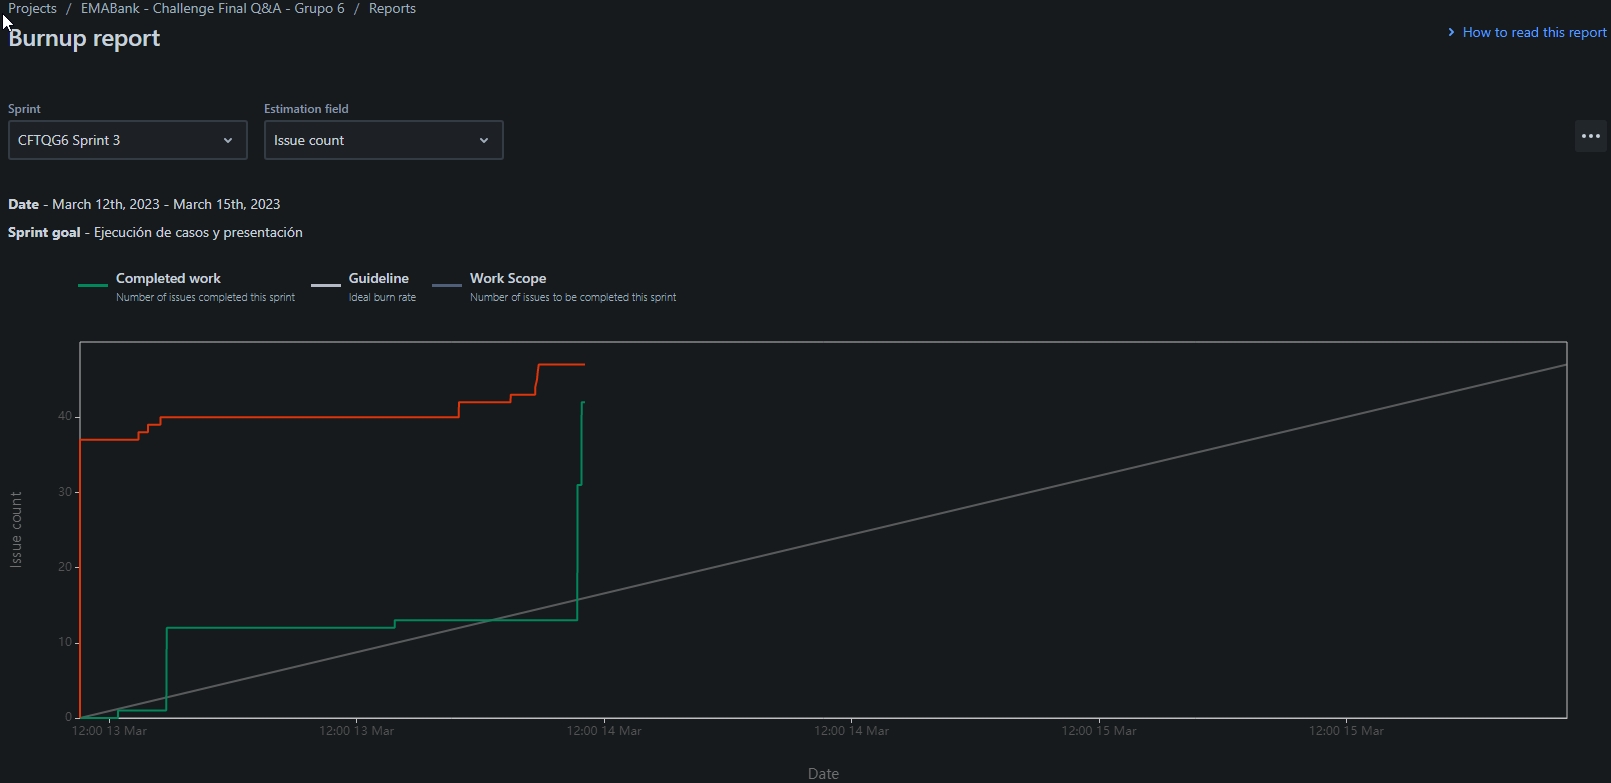 Projects / EMABank - Challenge Final Q&A - Grupo 6 / Reports
Burnup report
How to read this report
Sprint
Estimation field
CFTQG6 Sprint 3
Issue count
Date - March 12th, 2023 - March 15th, 2023
Sprint goal - Ejecución de casos y presentación
Completed work
Number of issues completed this sprint
Guideline
Ideal burn rate
Work Scope
Number of issues to be completed this sprint
Issue count
40
30
20
10
0
12:00 13 Mar
12:00 13 Mar
12:00 14 Mar
12:00 14 Mar
12:00 15 Mar
12:00 15 Mar
Date